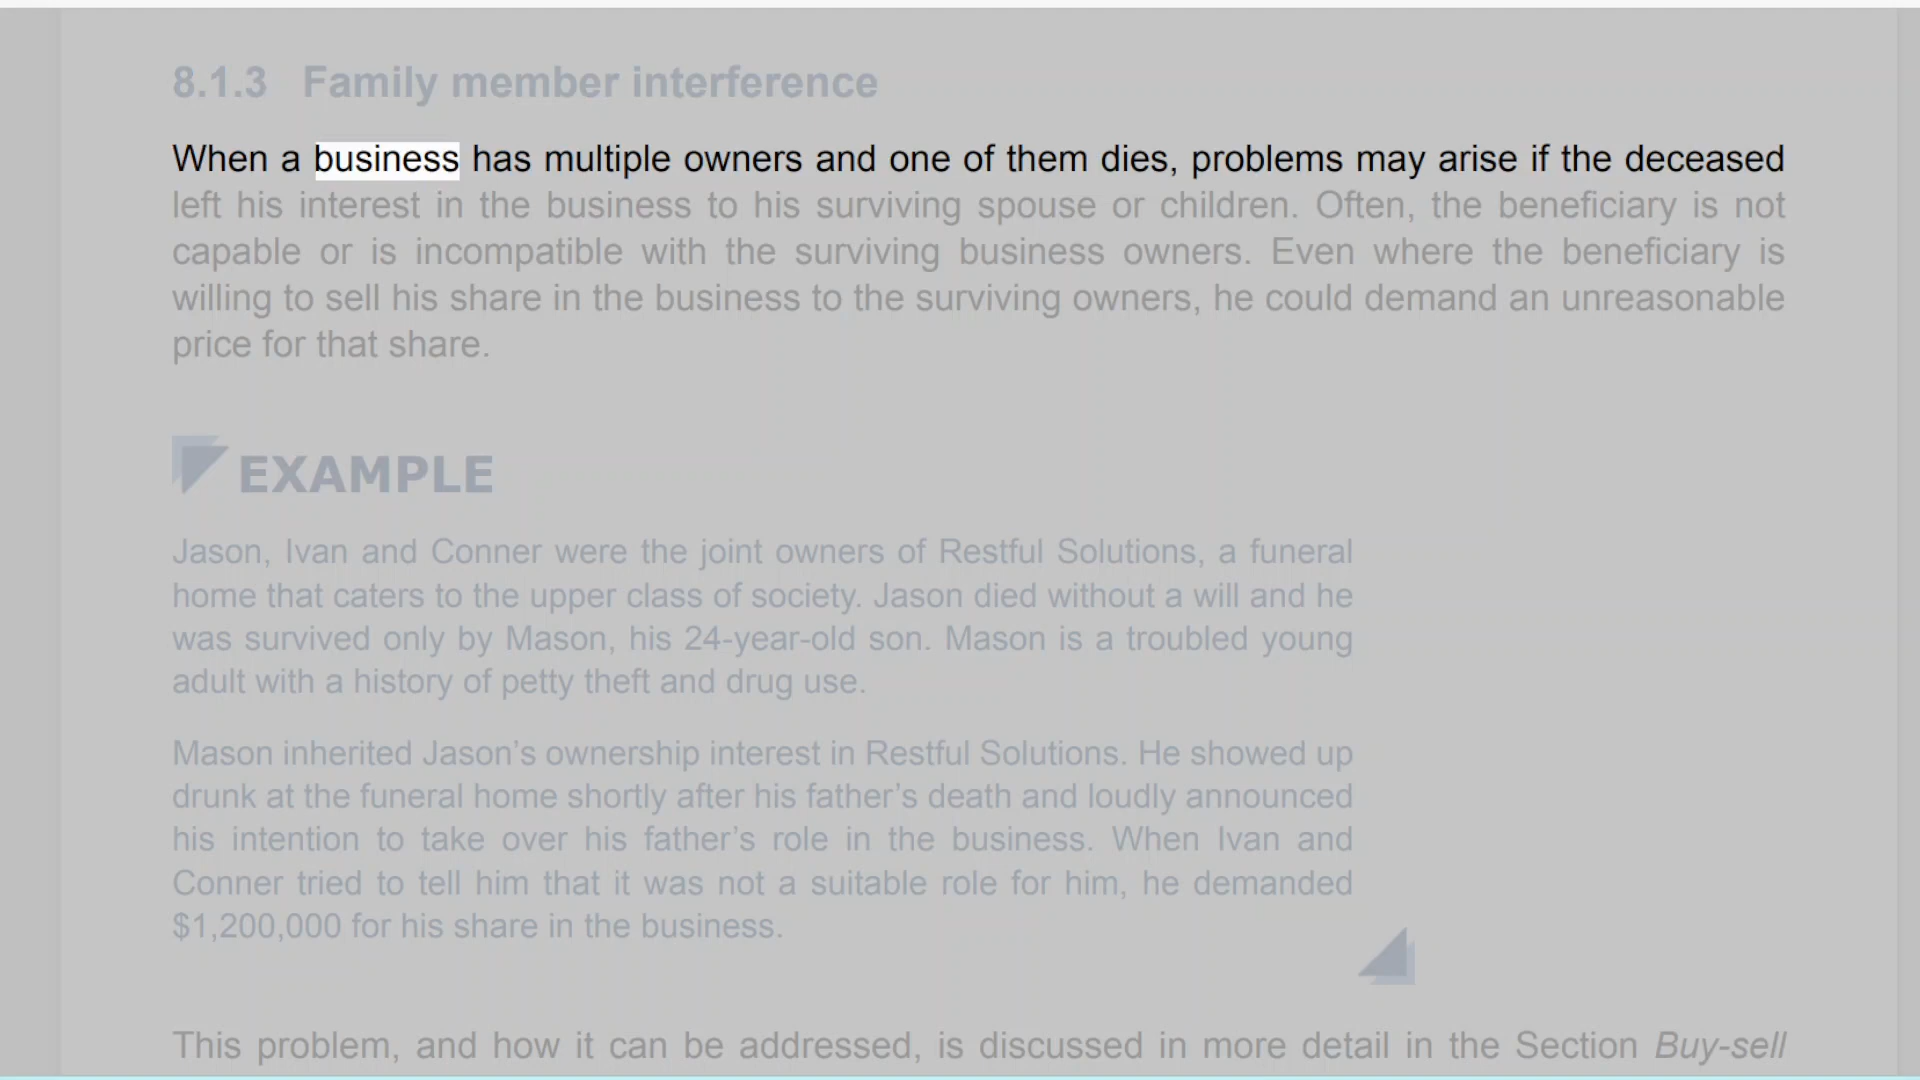 8.1.3 Family member interference
When a business has multiple owners and one of them dies, problems may arise if the deceased
left his interest in the business to his surviving spouse or children. Often, the beneficiary is not
capable or is incompatible with the surviving business owners. Even where the beneficiary is
willing to sell his share in the business to the surviving owners, he could demand an unreasonable
price for that share.
EXAMPLE
Jason, Ivan and Conner were the joint owners of Restful Solutions, a funeral
home that caters to the upper class of society. Jason died without a will and he
was survived only by Mason, his 24-year-old son. Mason is a troubled young
adult with a history of petty theft and drug use.
Mason inherited Jason’s ownership interest in Restful Solutions. He showed up
drunk at the funeral home shortly after his father’s death and loudly announced
his intention to take over his father’s role in the business. When Ivan and
Conner tried to tell him that it was not a suitable role for him, he demanded
$1,200,000 for his share in the business.
This problem, and how it can be addressed, is discussed in more detail in the Section Buy-sell